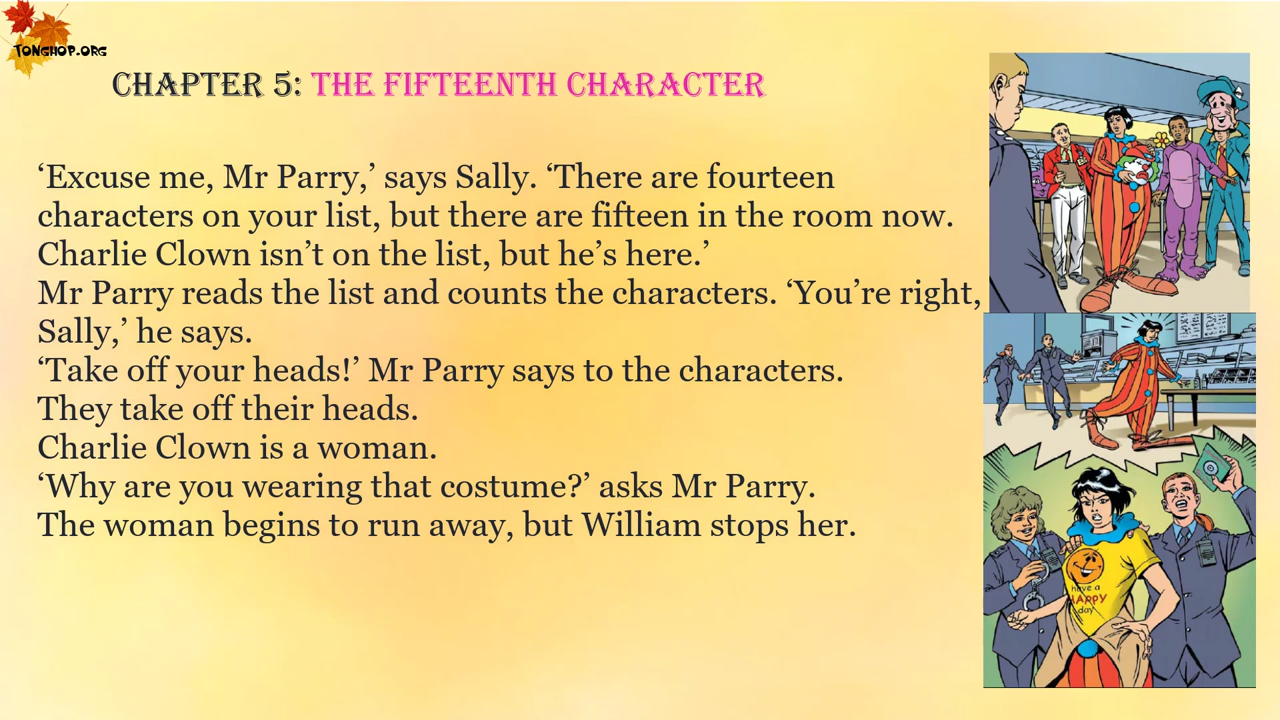 TONGHOP.ORG
CHAPTER 5: THE FIFTEENTH CHARACTER
‘Excuse me, Mr Parry,’ says Sally. ‘There are fourteen
characters on your list, but there are fifteen in the room now.
Charlie Clown isn’t on the list, but he’s here.’
Mr Parry reads the list and counts the characters. ‘You’re right,
Sally,’ he says.
‘Take off your heads!’ Mr Parry says to the characters.
They take off their heads.
Charlie Clown is a woman.
‘Why are you wearing that costume?’ asks Mr Parry.
The woman begins to run away, but William stops her.
have a
HAPPY
day